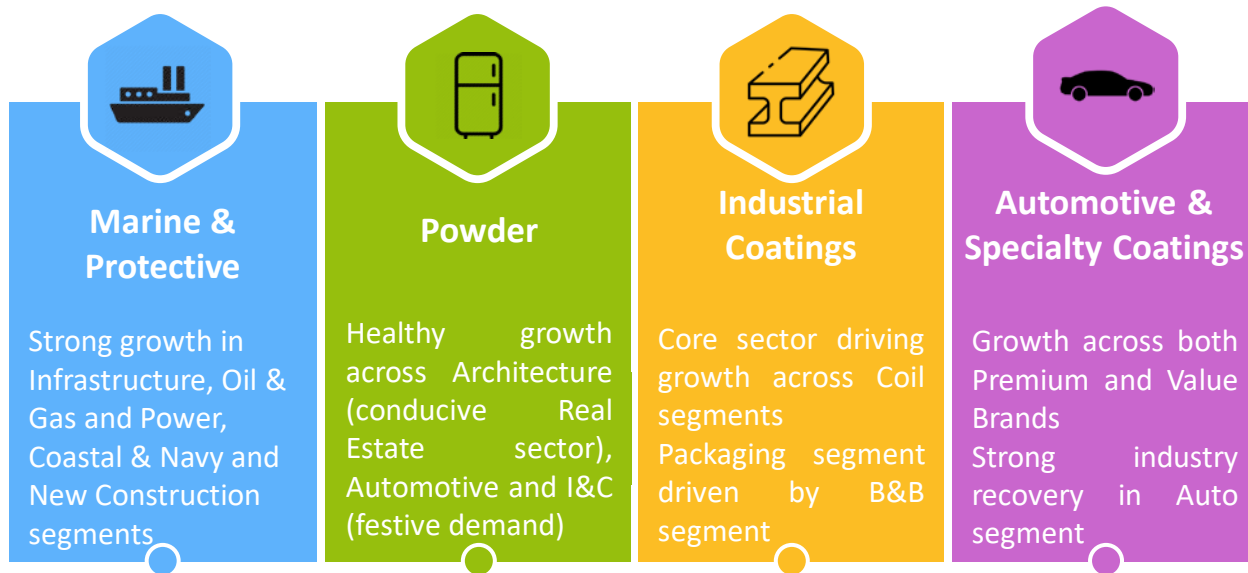 Marine &
Protective
Strong growth in
Infrastructure, Oil &
Gas and Power,
Coastal & Navy and
New Construction
segments
Powder
Healthy growth
across Architecture
(conducive Real
Estate sector),
Automotive and I&C
(festive demand)
Industrial
Coatings
Core sector driving
growth across Coil
segments
Packaging segment
driven by B&B
segment
Automotive &
Specialty Coatings
Growth across both
Premium and Value
Brands
Strong industry
recovery in Auto
segment